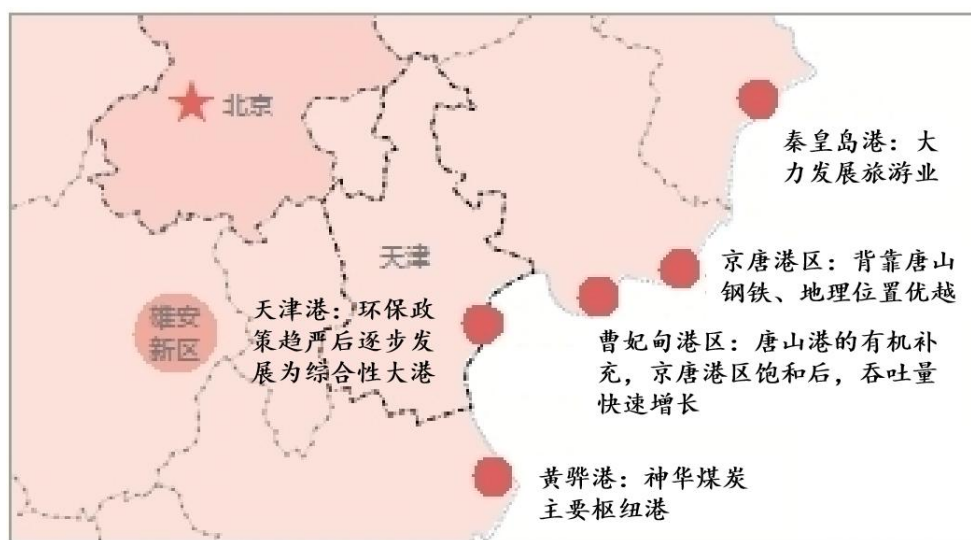 北京
秦皇岛港：大
力发展旅游业
天津
京唐港区：背靠唐山
钢铁、地理位置优越
雄安
新区
天津港：环保政
策趋严后逐步发
展为综合性大港
曹妃甸港区：唐山港的有机补
充，京唐港区饱和后，吞吐量
快速增长
黄骅港：神华煤炭
主要枢纽港